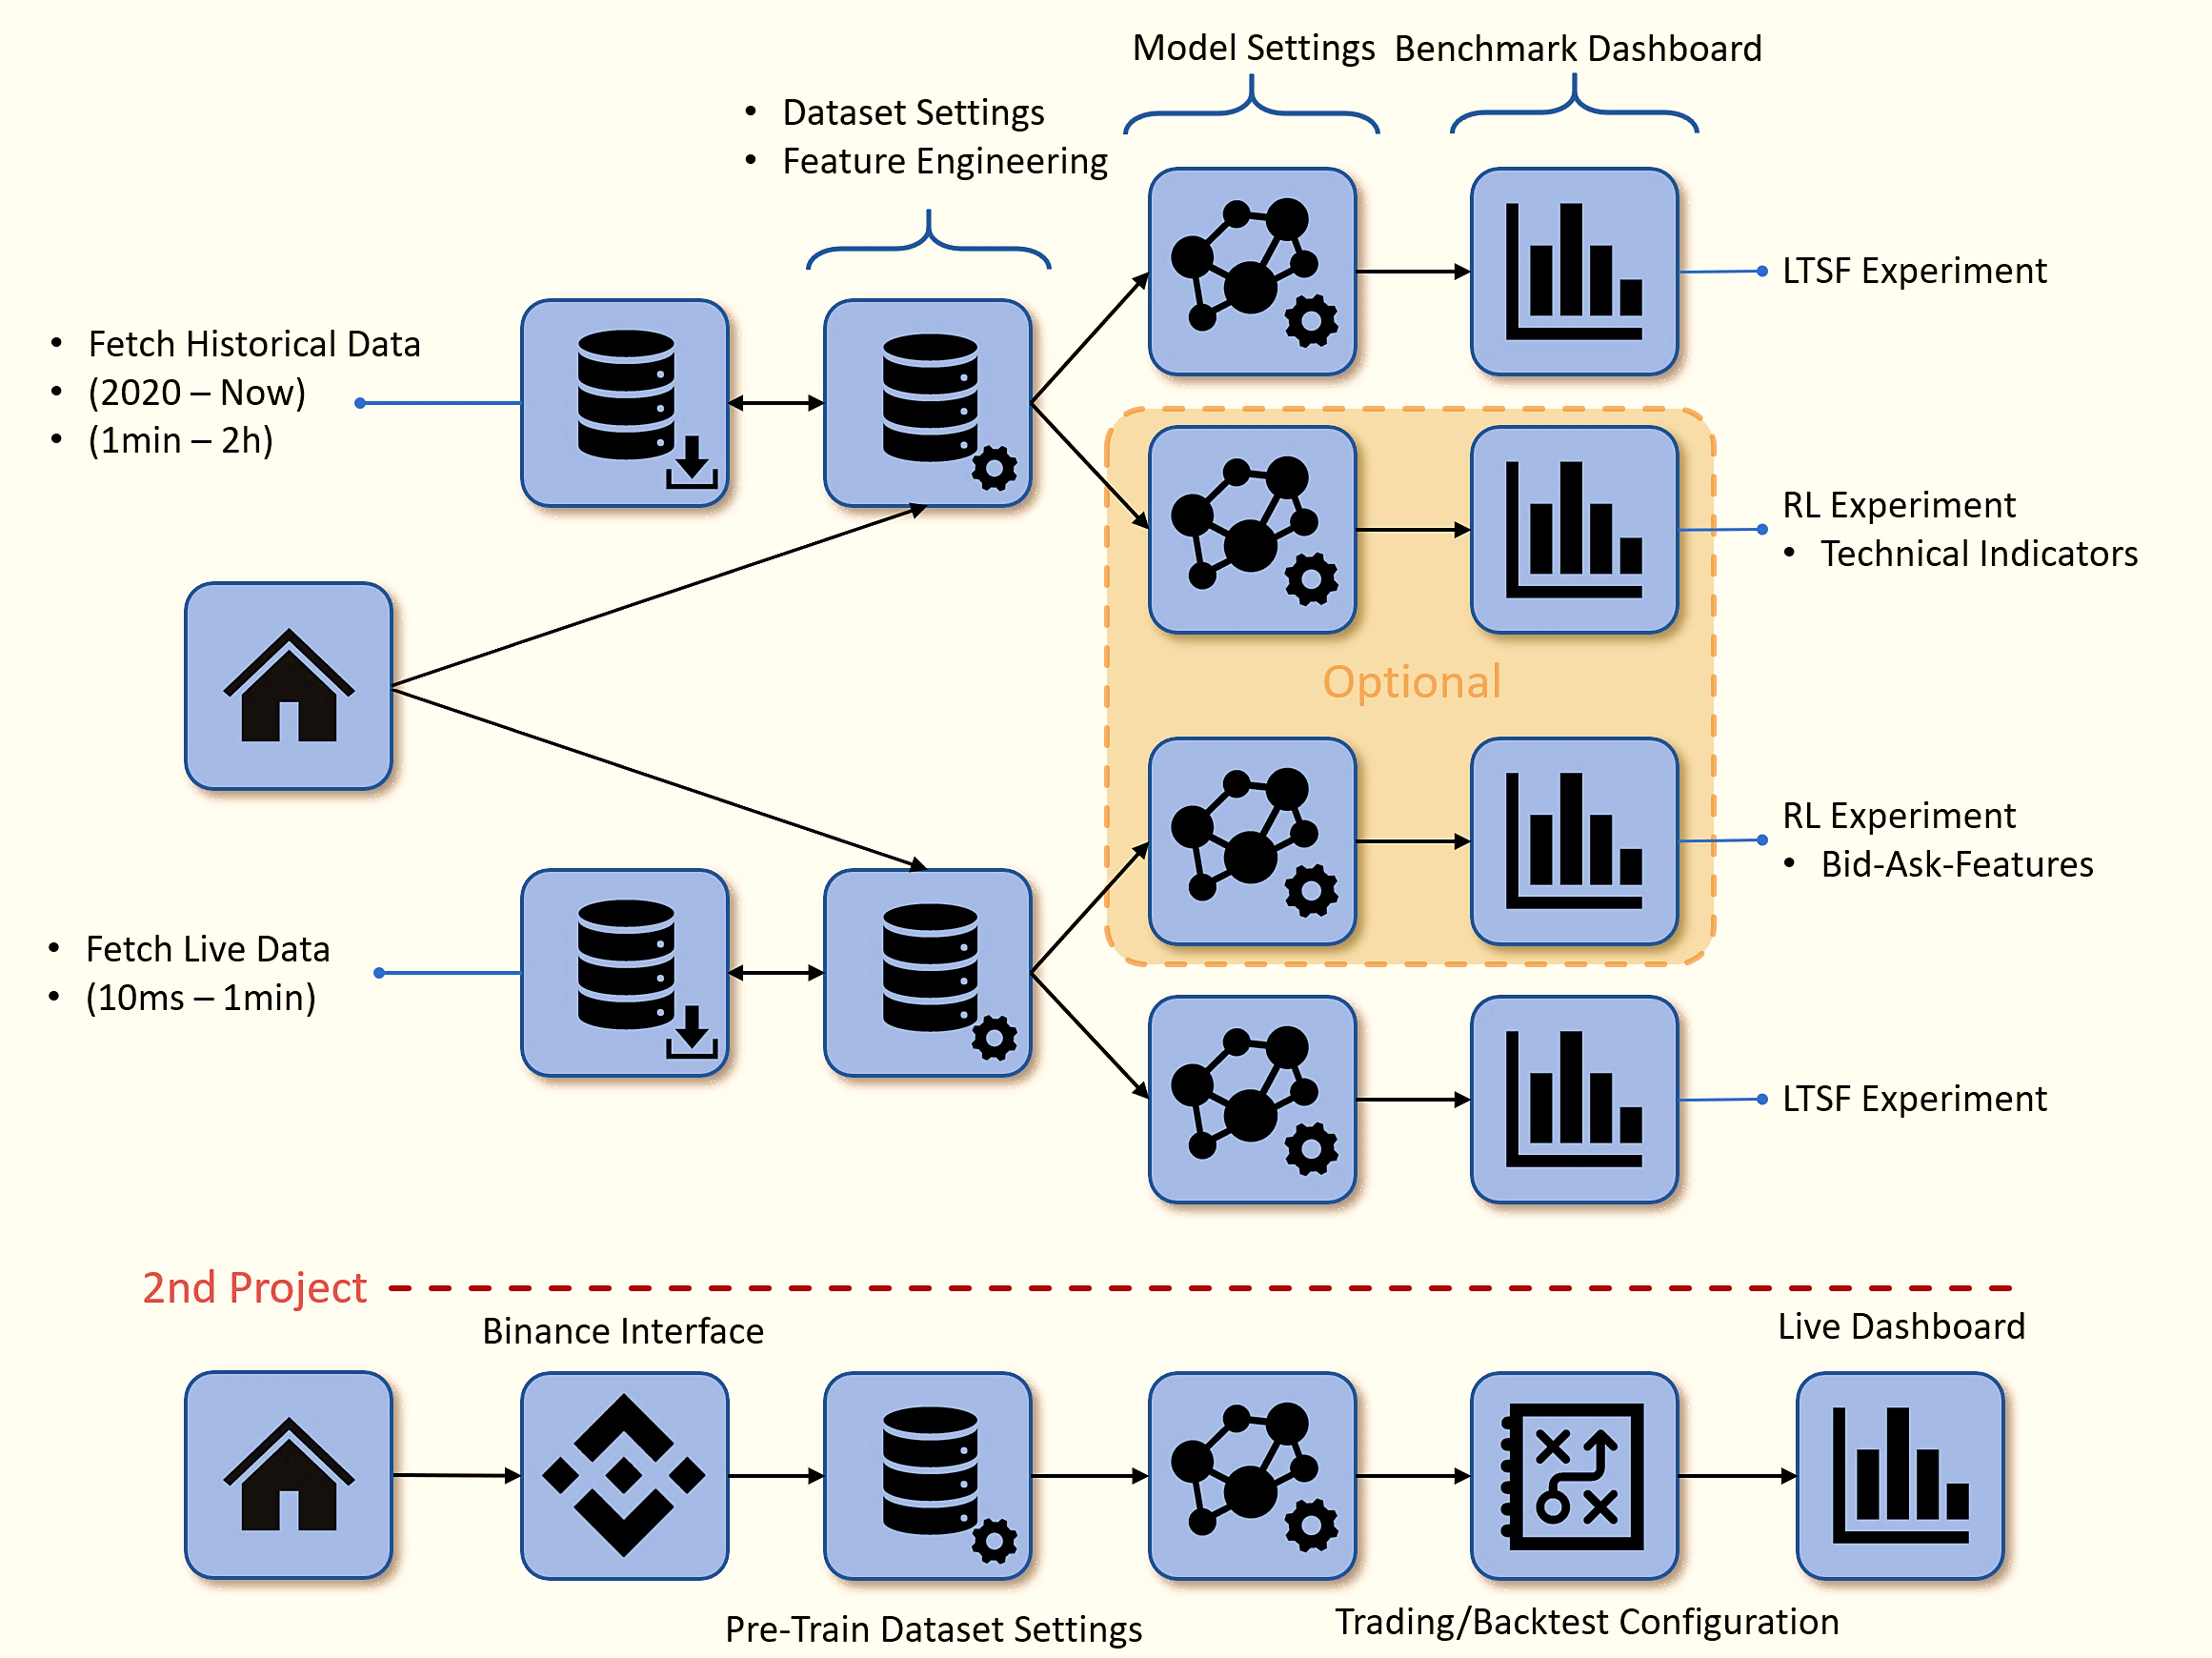 Model Settings
Benchmark Dashboard
• Dataset Settings
• Feature Engineering
LTSF Experiment
• Fetch Historical Data
• (2020 – Now)
• (1min – 2h)
RL Experiment
• Technical Indicators
Optional
RL Experiment
• Bid-Ask-Features
• Fetch Live Data
• (10ms – 1min)
LTSF Experiment
2nd Project
Binance Interface
Live Dashboard
Pre-Train Dataset Settings
Trading/Backtest Configuration